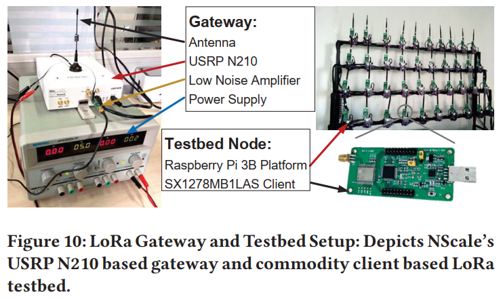 Gateway:
Antenna
USRP N210
Low Noise Amplifier
Power Supply
Testbed Node:
Raspberry Pi 3B Platform
SX1278MB1LAS Client
Figure 10: LoRa Gateway and Testbed Setup: Depicts NScale’s
USRP N210 based gateway and commodity client based LoRa
testbed.